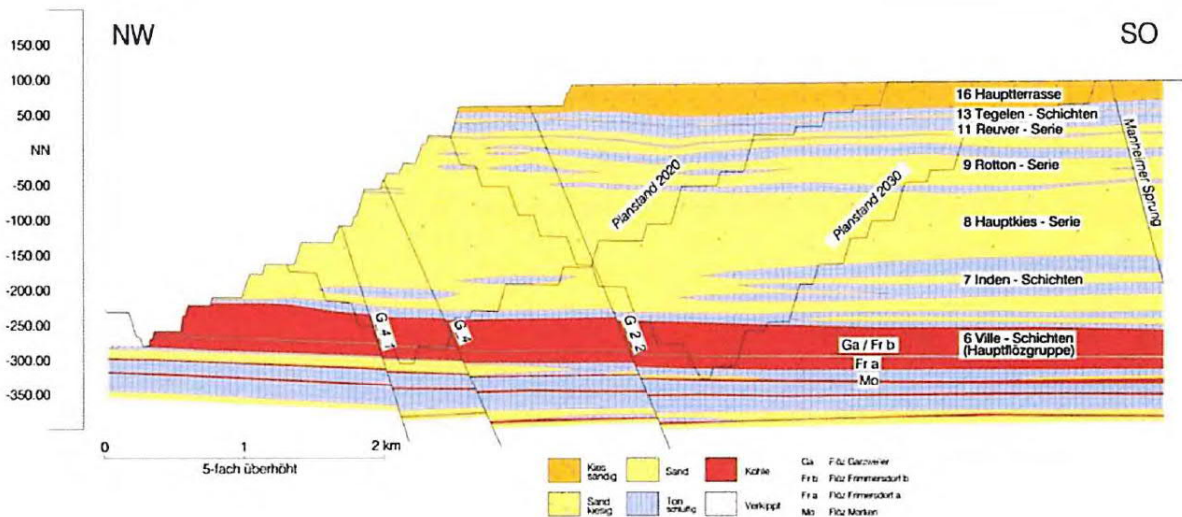 NW
SO
150.00
100.00
50.00
NN
-50.00
-100.00
-150.00
-200.00
-250.00
-300.00
-350.00
16 Hauptterrasse
13 Tegelen - Schichten
11 Reuver - Serie
9 Rotton - Serie
8 Hauptkies - Serie
7 Inden - Schichten
6 Ville - Schichten
(Hauptflözgruppe)
Ga / Fr b
Fr a
Mo
Planstand 2020
Planstand 2030
Manheimer Sprung
G 4.1
G 4
G 2.2
0 1 2 km
5-fach überhöht
Kies
sandig
Sand
Kohle
Sand
kiesig
Ton
schluffig
Verkippt
Ga Flöz Garzweiler
Fr b Flöz Frimmersdorf b
Fr a Flöz Frimersdorf a
Mo Flöz Morken